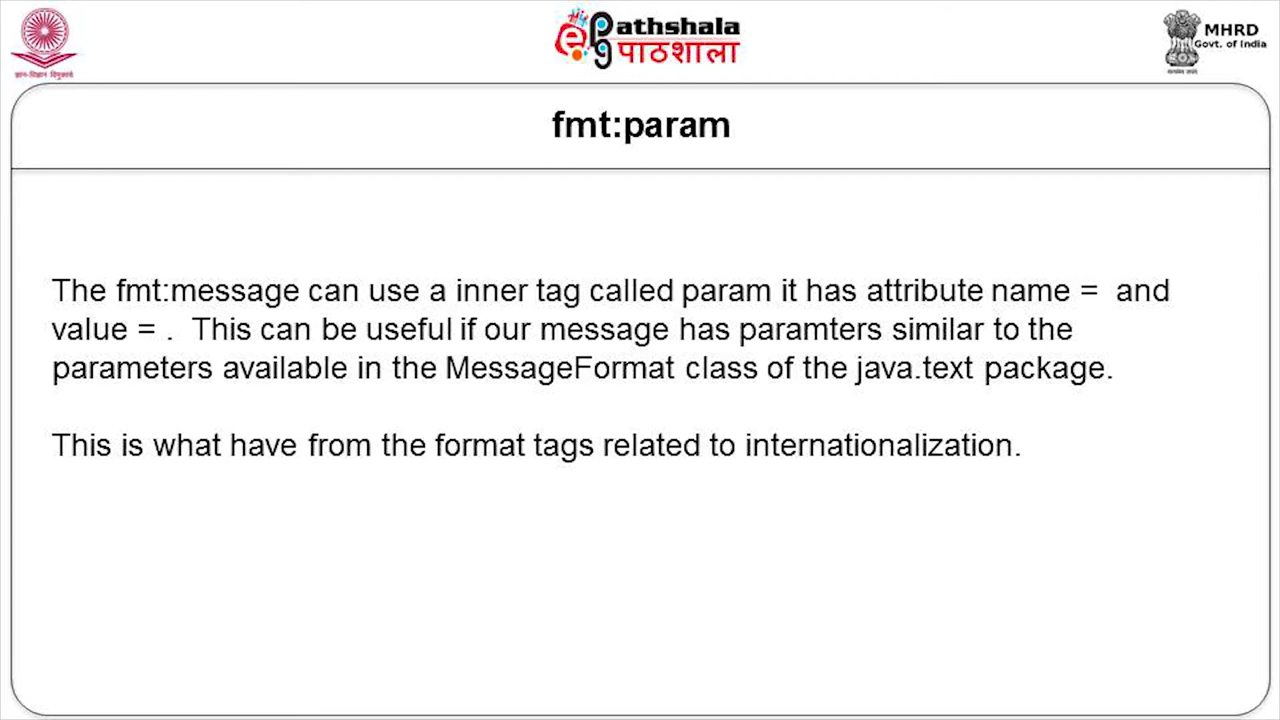 ePathshala
पाठशाला
MHRD
Govt. of India
fmt:param
The fmt:message can use a inner tag called param it has attribute name =  and
value = .  This can be useful if our message has paramters similar to the
parameters available in the MessageFormat class of the java.text package.
This is what have from the format tags related to internationalization.